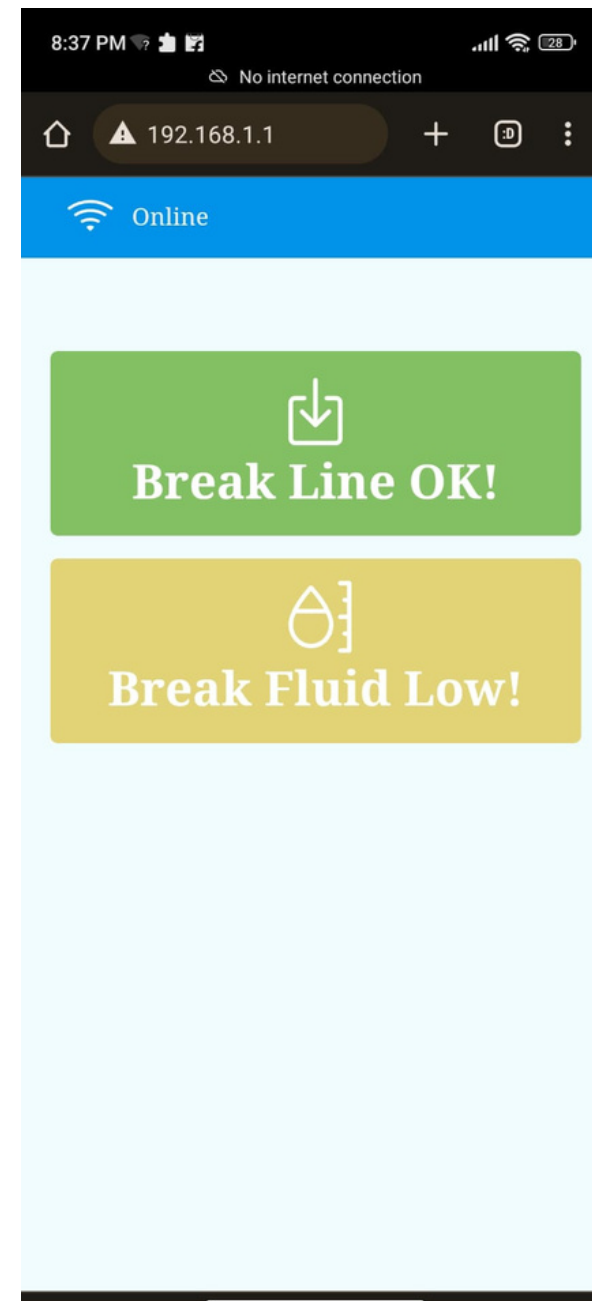 8:37 PM
28
No internet connection
192.168.1.1
:D
Online
Break Line OK!
Break Fluid Low!